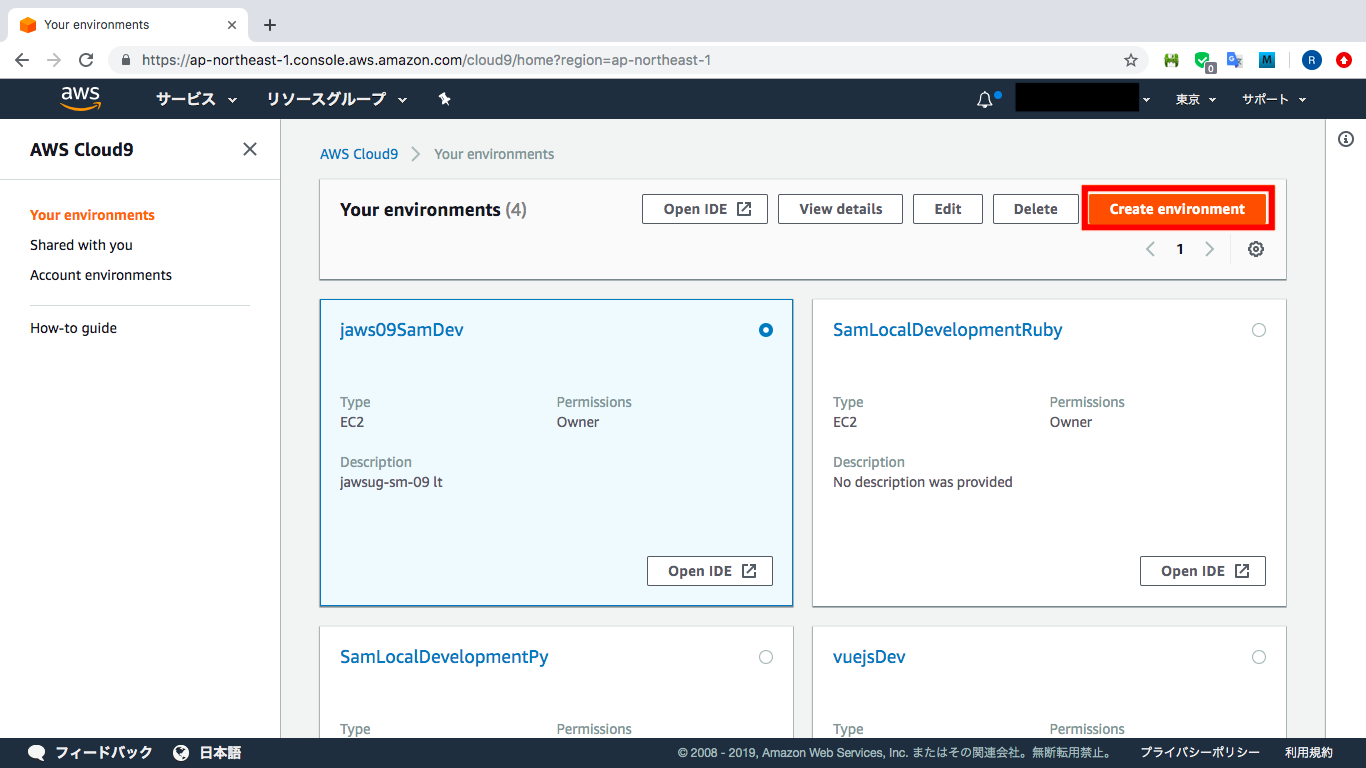 Your environments
https://ap-northeast-1.console.aws.amazon.com/cloud9/home?region=ap-northeast-1
0
M
R
aws
サービス
リソースグループ
東京
サポート
AWS Cloud9
Your environments
Shared with you
Account environments
How-to guide
AWS Cloud9 Your environments
Your environments (4)
Open IDE
View details
Edit
Delete
Create environment
1
jaws09SamDev
Type
Permissions
EC2
Owner
Description
jawsug-sm-09 lt
Open IDE
SamLocalDevelopmentRuby
Type
Permissions
EC2
Owner
Description
No description was provided
Open IDE
SamLocalDevelopmentPy
Type
Permissions
vuejsDev
Type
Permissions
フィードバック
日本語
© 2008 - 2019, Amazon Web Services, Inc. またはその関連会社。無断転用禁止。
プライバシーポリシー
利用規約